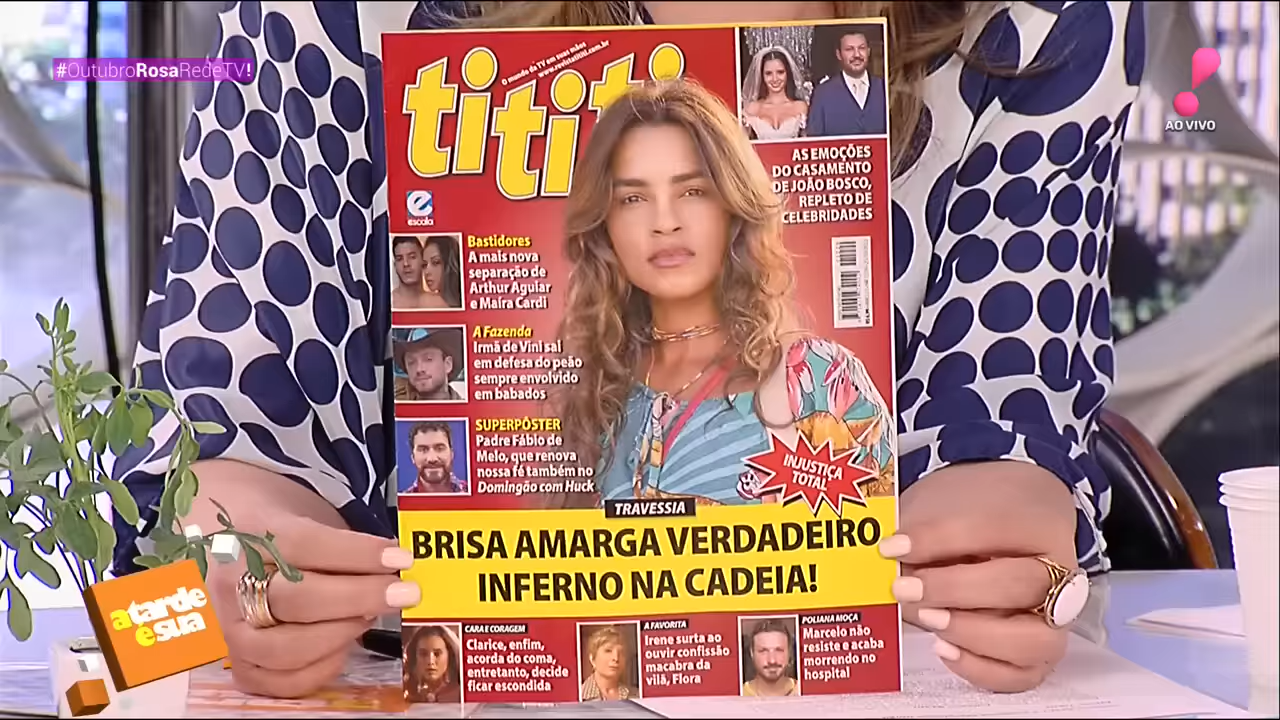 #OutubroRosaRedeTV!
AO VIVO
O mundo da TV em suas mãos
www.revistatititi.com.br
tititi
escala
AS EMOÇÕES
DO CASAMENTO
DE JOÃO BOSCO,
REPLETO DE
CELEBRIDADES
Bastidores
A mais nova
separação de
Arthur Aguiar
e Maíra Cardi
A Fazenda
Irmã de Vini sai
em defesa do peão
sempre envolvido
em babados
SUPERPÔSTER
Padre Fábio de
Melo, que renova
nossa fé também no
Domingão com Huck
INJUSTIÇA
TOTAL
TRAVESSIA
BRISA AMARGA VERDADEIRO
INFERNO NA CADEIA!
CARA E CORAGEM
Clarice, enfim,
acorda do coma,
entretanto, decide
ficar escondida
A FAVORITA
Irene surta ao
ouvir confissão
macabra da
vilã, Flora
POLIANA MOÇA
Marcelo não
resiste e acaba
morrendo no
hospital
a tarde
é sua